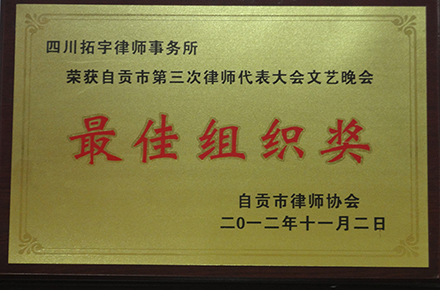 四川拓宇律师事务所
荣获自贡市第三次律师代表大会文艺晚会
最佳组织奖
自贡市律师协会
二0一二年十一月二日